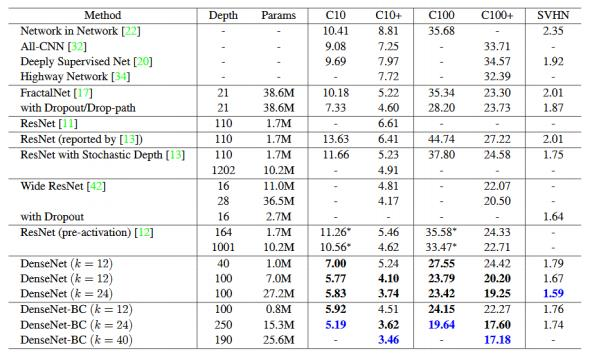 Method Depth Params C10 C10+ C100 C100+ SVHN
Network in Network [22] - - 10.41 8.81 35.68 - 2.35
All-CNN [32] - - 9.08 7.25 - 33.71 -
Deeply Supervised Net [20] - - 9.69 7.97 - 34.57 1.92
Highway Network [34] - - - 7.72 - 32.39 -
FractalNet [17] 21 38.6M 10.18 5.22 35.34 23.30 2.01
with Dropout/Drop-path 21 38.6M 7.33 4.60 28.20 23.73 1.87
ResNet [11] 110 1.7M - 6.61 - - -
ResNet (reported by [13]) 110 1.7M 13.63 6.41 44.74 27.22 2.01
ResNet with Stochastic Depth [13] 110 1.7M 11.66 5.23 37.80 24.58 1.75
1202 10.2M - 4.91 - - -
Wide ResNet [42] 16 11.0M - 4.81 - 22.07 -
28 36.5M - 4.17 - 20.50 -
with Dropout 16 2.7M - - - - 1.64
ResNet (pre-activation) [12] 164 1.7M 11.26* 5.46 35.58* 24.33 -
1001 10.2M 10.56* 4.62 33.47* 22.71 -
DenseNet (k = 12) 40 1.0M 7.00 5.24 27.55 24.42 1.79
DenseNet (k = 12) 100 7.0M 5.77 4.10 23.79 20.20 1.67
DenseNet (k = 24) 100 27.2M 5.83 3.74 23.42 19.25 1.59
DenseNet-BC (k = 12) 100 0.8M 5.92 4.51 24.15 22.27 1.76
DenseNet-BC (k = 24) 250 15.3M 5.19 3.62 19.64 17.60 1.74
DenseNet-BC (k = 40) 190 25.6M - 3.46 - 17.18 -